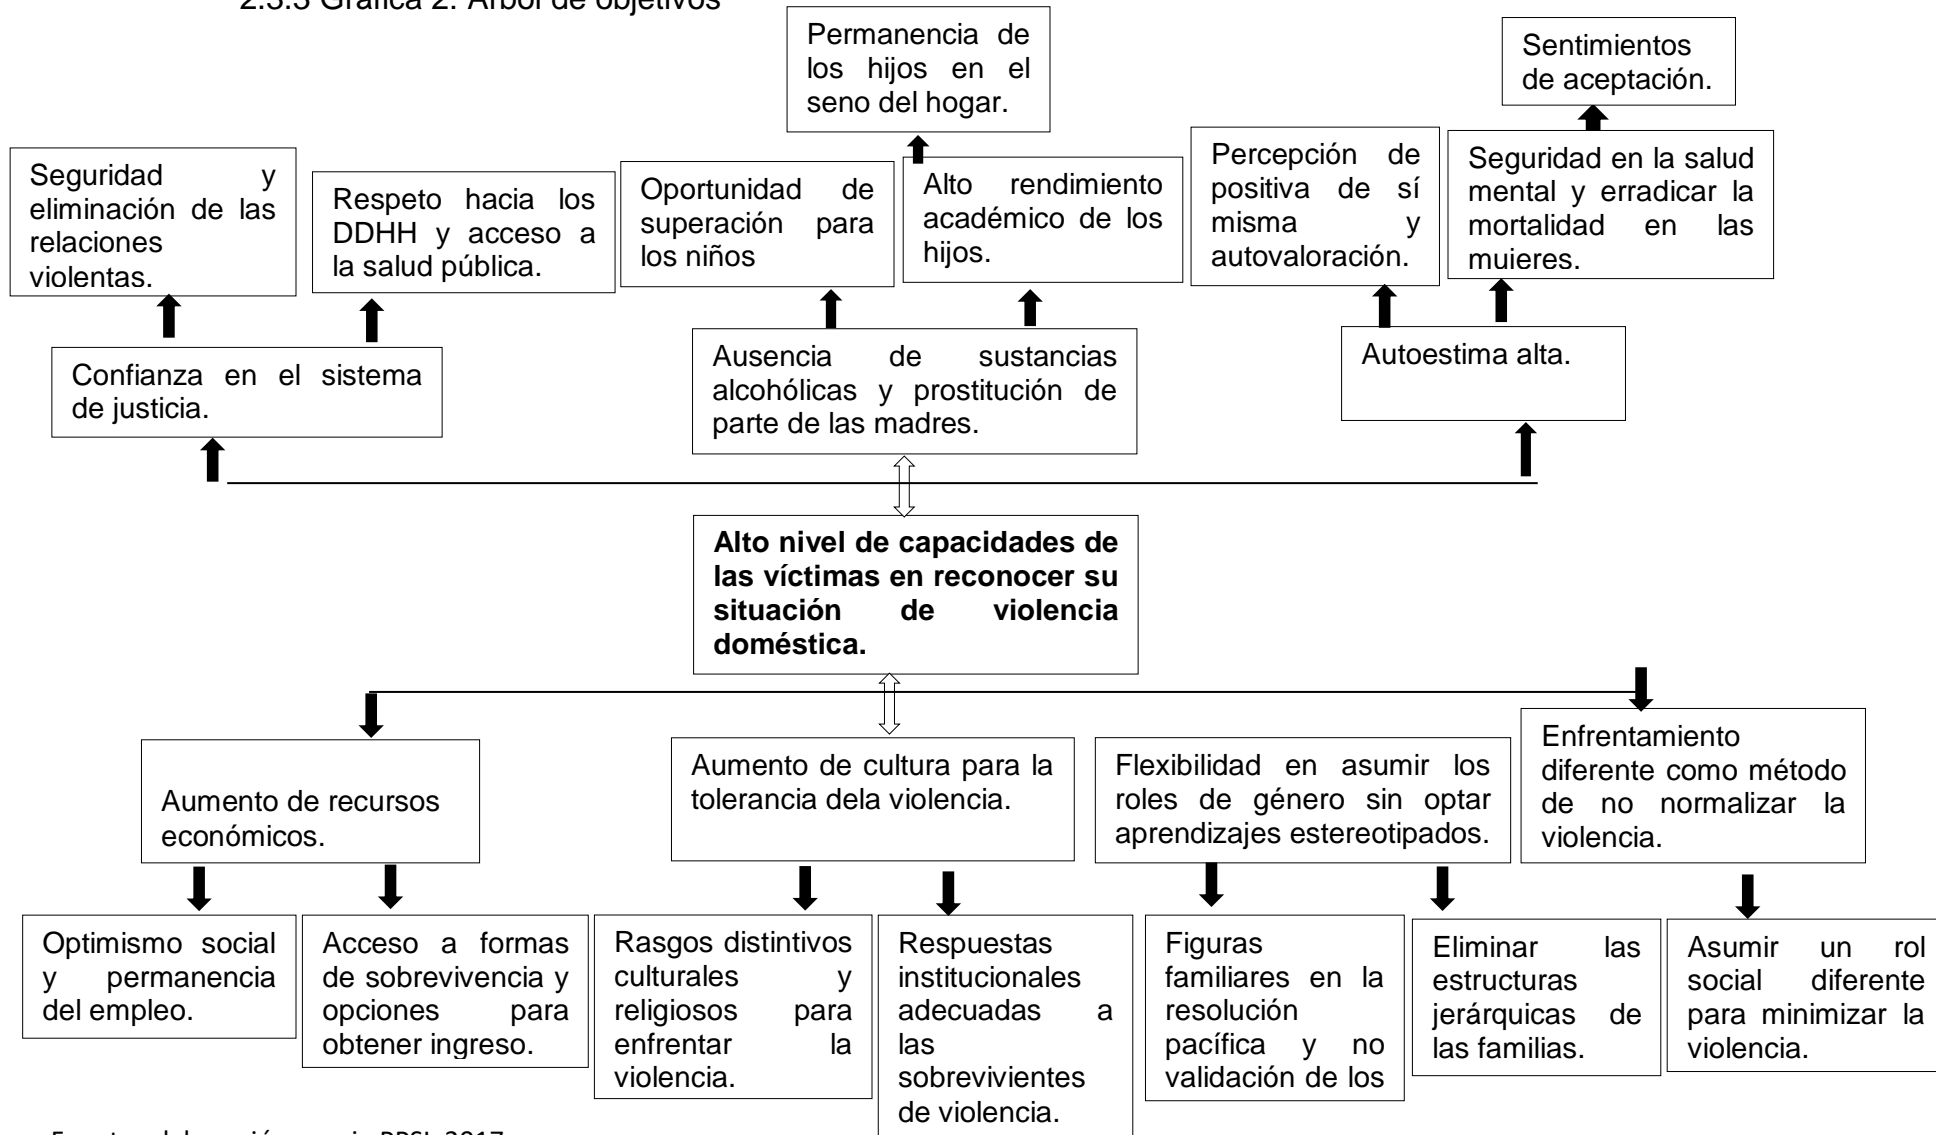 2.3.3 Gráfica 2. Árbol de objetivos
Permanencia de
los hijos en el
seno del hogar.
Sentimientos
de aceptación.
Seguridad y
eliminación de las
relaciones
violentas.
Respeto hacia los
DDHH y acceso a
la salud pública.
Oportunidad de
superación para
los niños
Alto rendimiento
académico de los
hijos.
Percepción de
positiva de sí
misma y
autovaloración.
Seguridad en la salud
mental y erradicar la
mortalidad en las
mujeres.
Confianza en el sistema
de justicia.
Ausencia de sustancias
alcohólicas y prostitución de
parte de las madres.
Autoestima alta.
Alto nivel de capacidades de
las víctimas en reconocer su
situación de violencia
doméstica.
Aumento de recursos
económicos.
Aumento de cultura para la
tolerancia dela violencia.
Flexibilidad en asumir los
roles de género sin optar
aprendizajes estereotipados.
Enfrentamiento
diferente como método
de no normalizar la
violencia.
Optimismo social
y permanencia
del empleo.
Acceso a formas
de sobrevivencia y
opciones para
obtener ingreso.
Rasgos distintivos
culturales y
religiosos para
enfrentar la
violencia.
Respuestas
institucionales
adecuadas a
las
sobrevivientes
de violencia.
Figuras
familiares en la
resolución
pacífica y no
validación de los
Eliminar las
estructuras
jerárquicas de
las familias.
Asumir un rol
social diferente
para minimizar la
violencia.